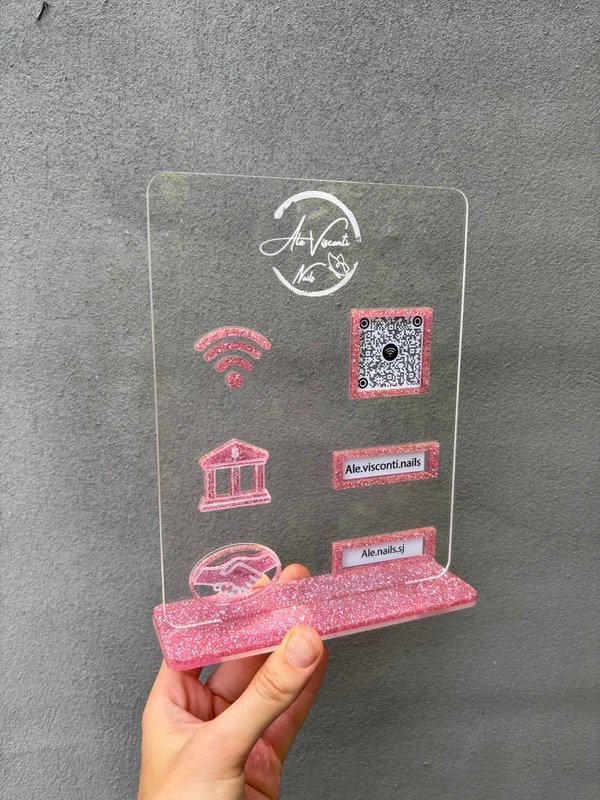 Ale Visconti
Nails
$
Ale.visconti.nails
Ale.nails.sj